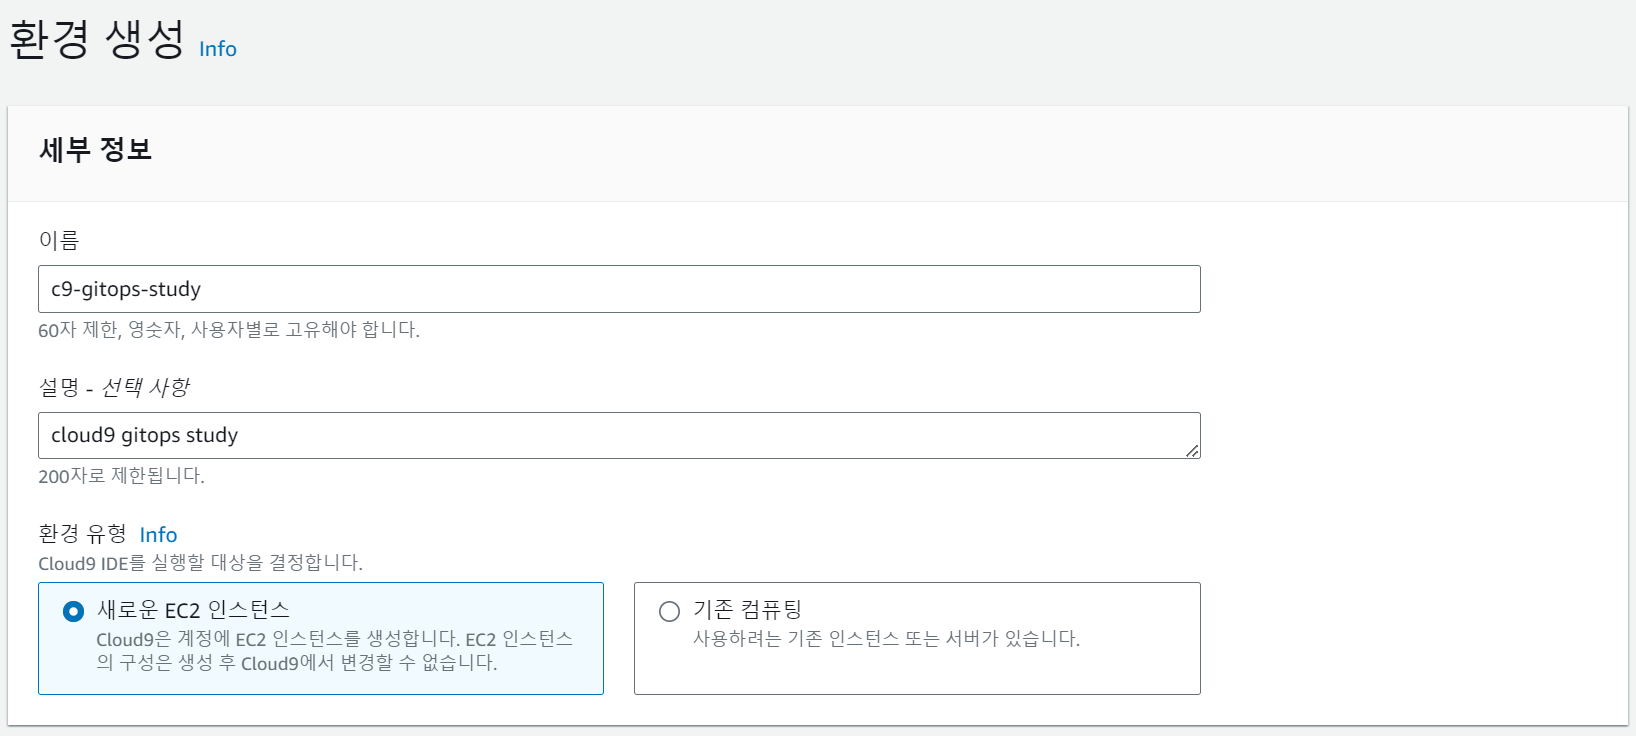 환경 생성 Info
세부 정보
이름
c9-gitops-study
60자 제한, 영숫자, 사용자별로 고유해야 합니다.
설명 - 선택 사항
cloud9 gitops study
200자로 제한됩니다.
환경 유형 Info
Cloud9 IDE를 실행할 대상을 결정합니다.
새로운 EC2 인스턴스
Cloud9은 계정에 EC2 인스턴스를 생성합니다. EC2 인스턴스
의 구성은 생성 후 Cloud9에서 변경할 수 없습니다.
기존 컴퓨팅
사용하려는 기존 인스턴스 또는 서버가 있습니다.